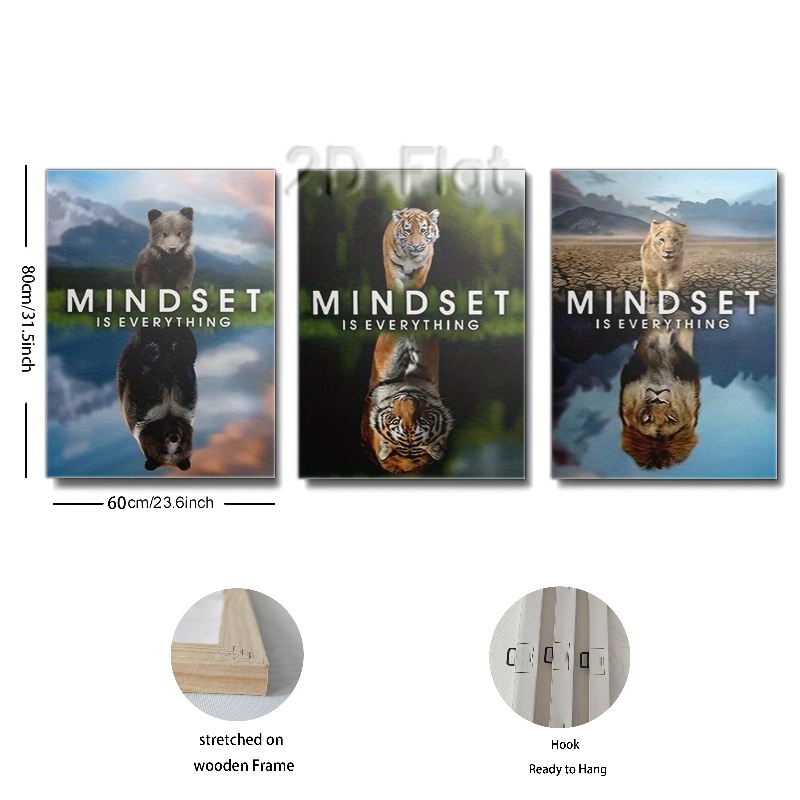 2D Flat
80cm/31.5inch
MINDSET
IS EVERYTHING
MINDSET
IS EVERYTHING
MINDSET
IS EVERYTHING
60cm/23.6inch
stretched on
wooden Frame
Hook
Ready to Hang